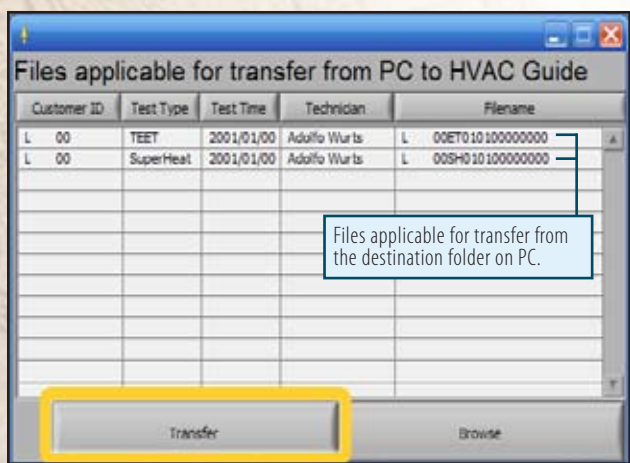 Files applicable for transfer from PC to HVAC Guide
Customer ID Test Type Test Time Technician Filename
L 00 TEET 2001/01/00 Adolfo Wurts L 00ET010100000000
L 00 SuperHeat 2001/01/00 Adolfo Wurts L 00SH010100000000
Files applicable for transfer from
the destination folder on PC.
Transfer Browse